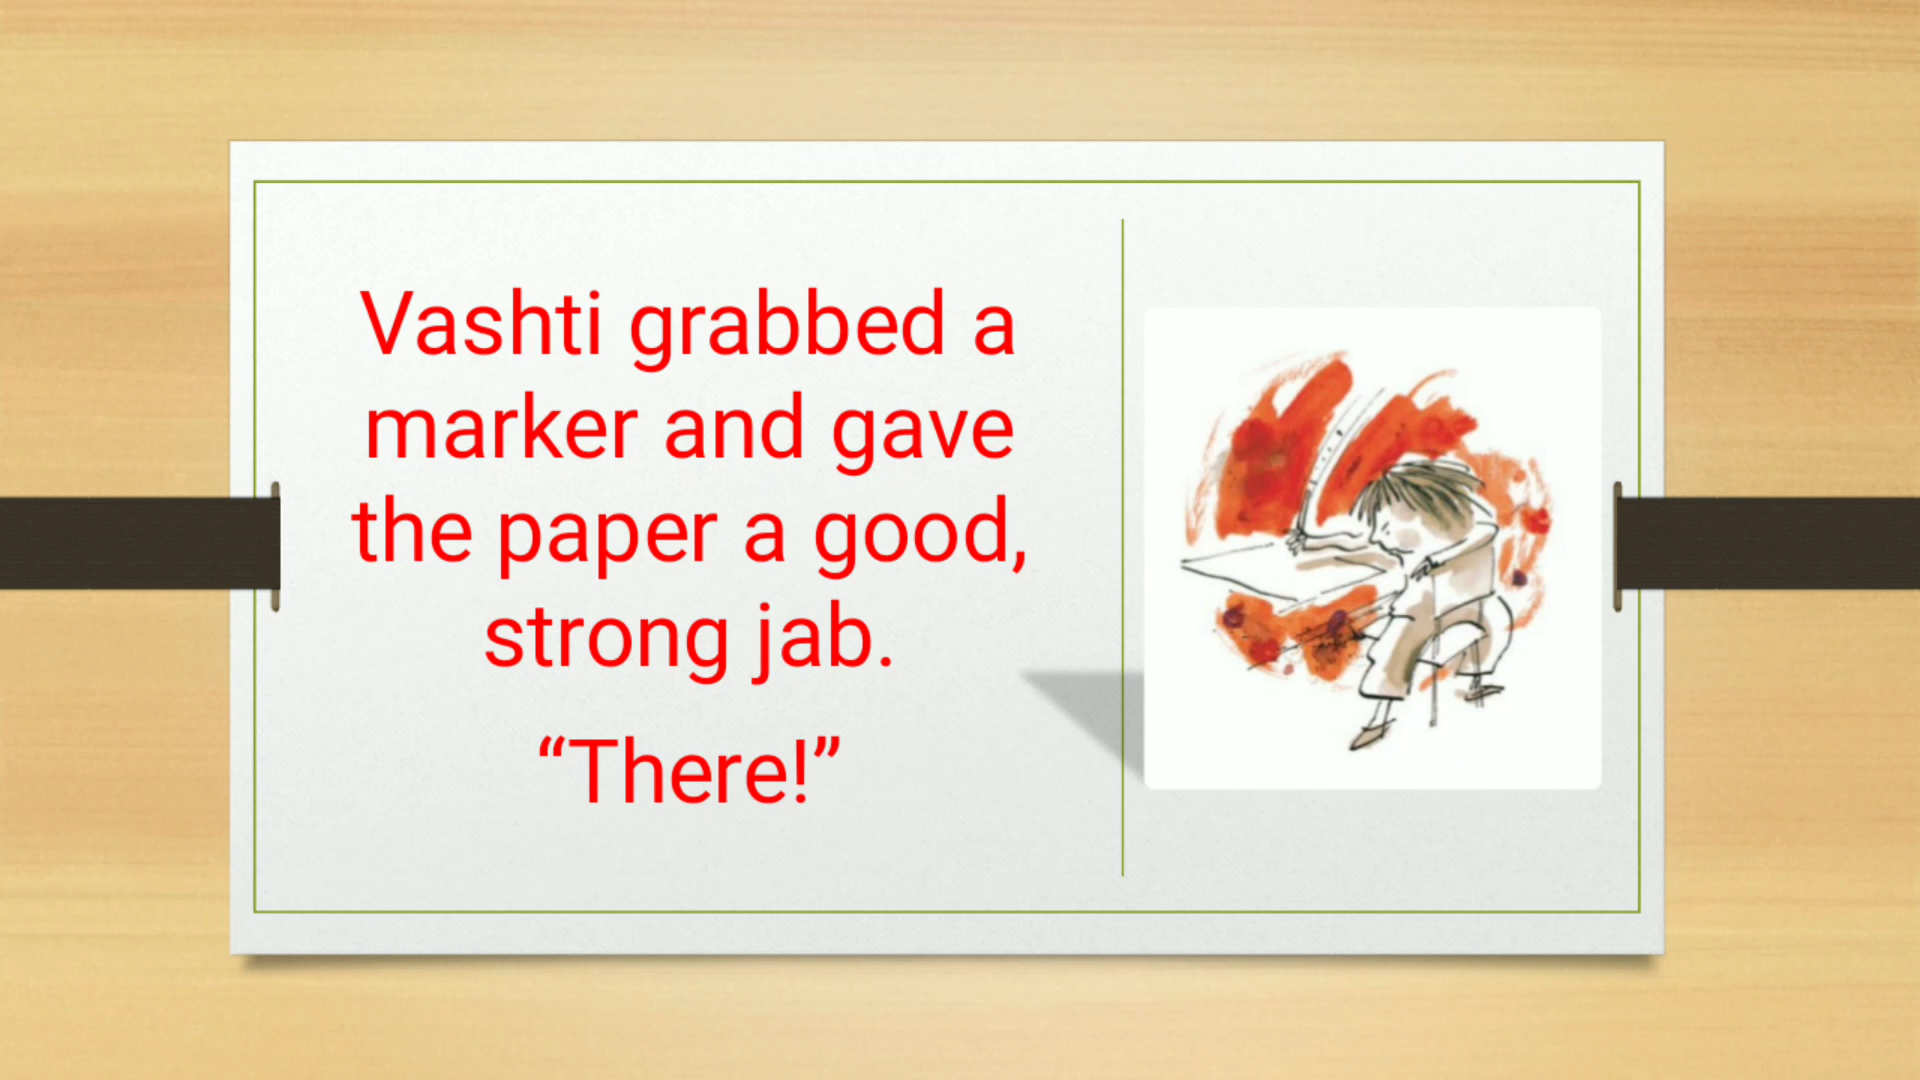 Vashti grabbed a
marker and gave
the paper a good,
strong jab.
“There!”